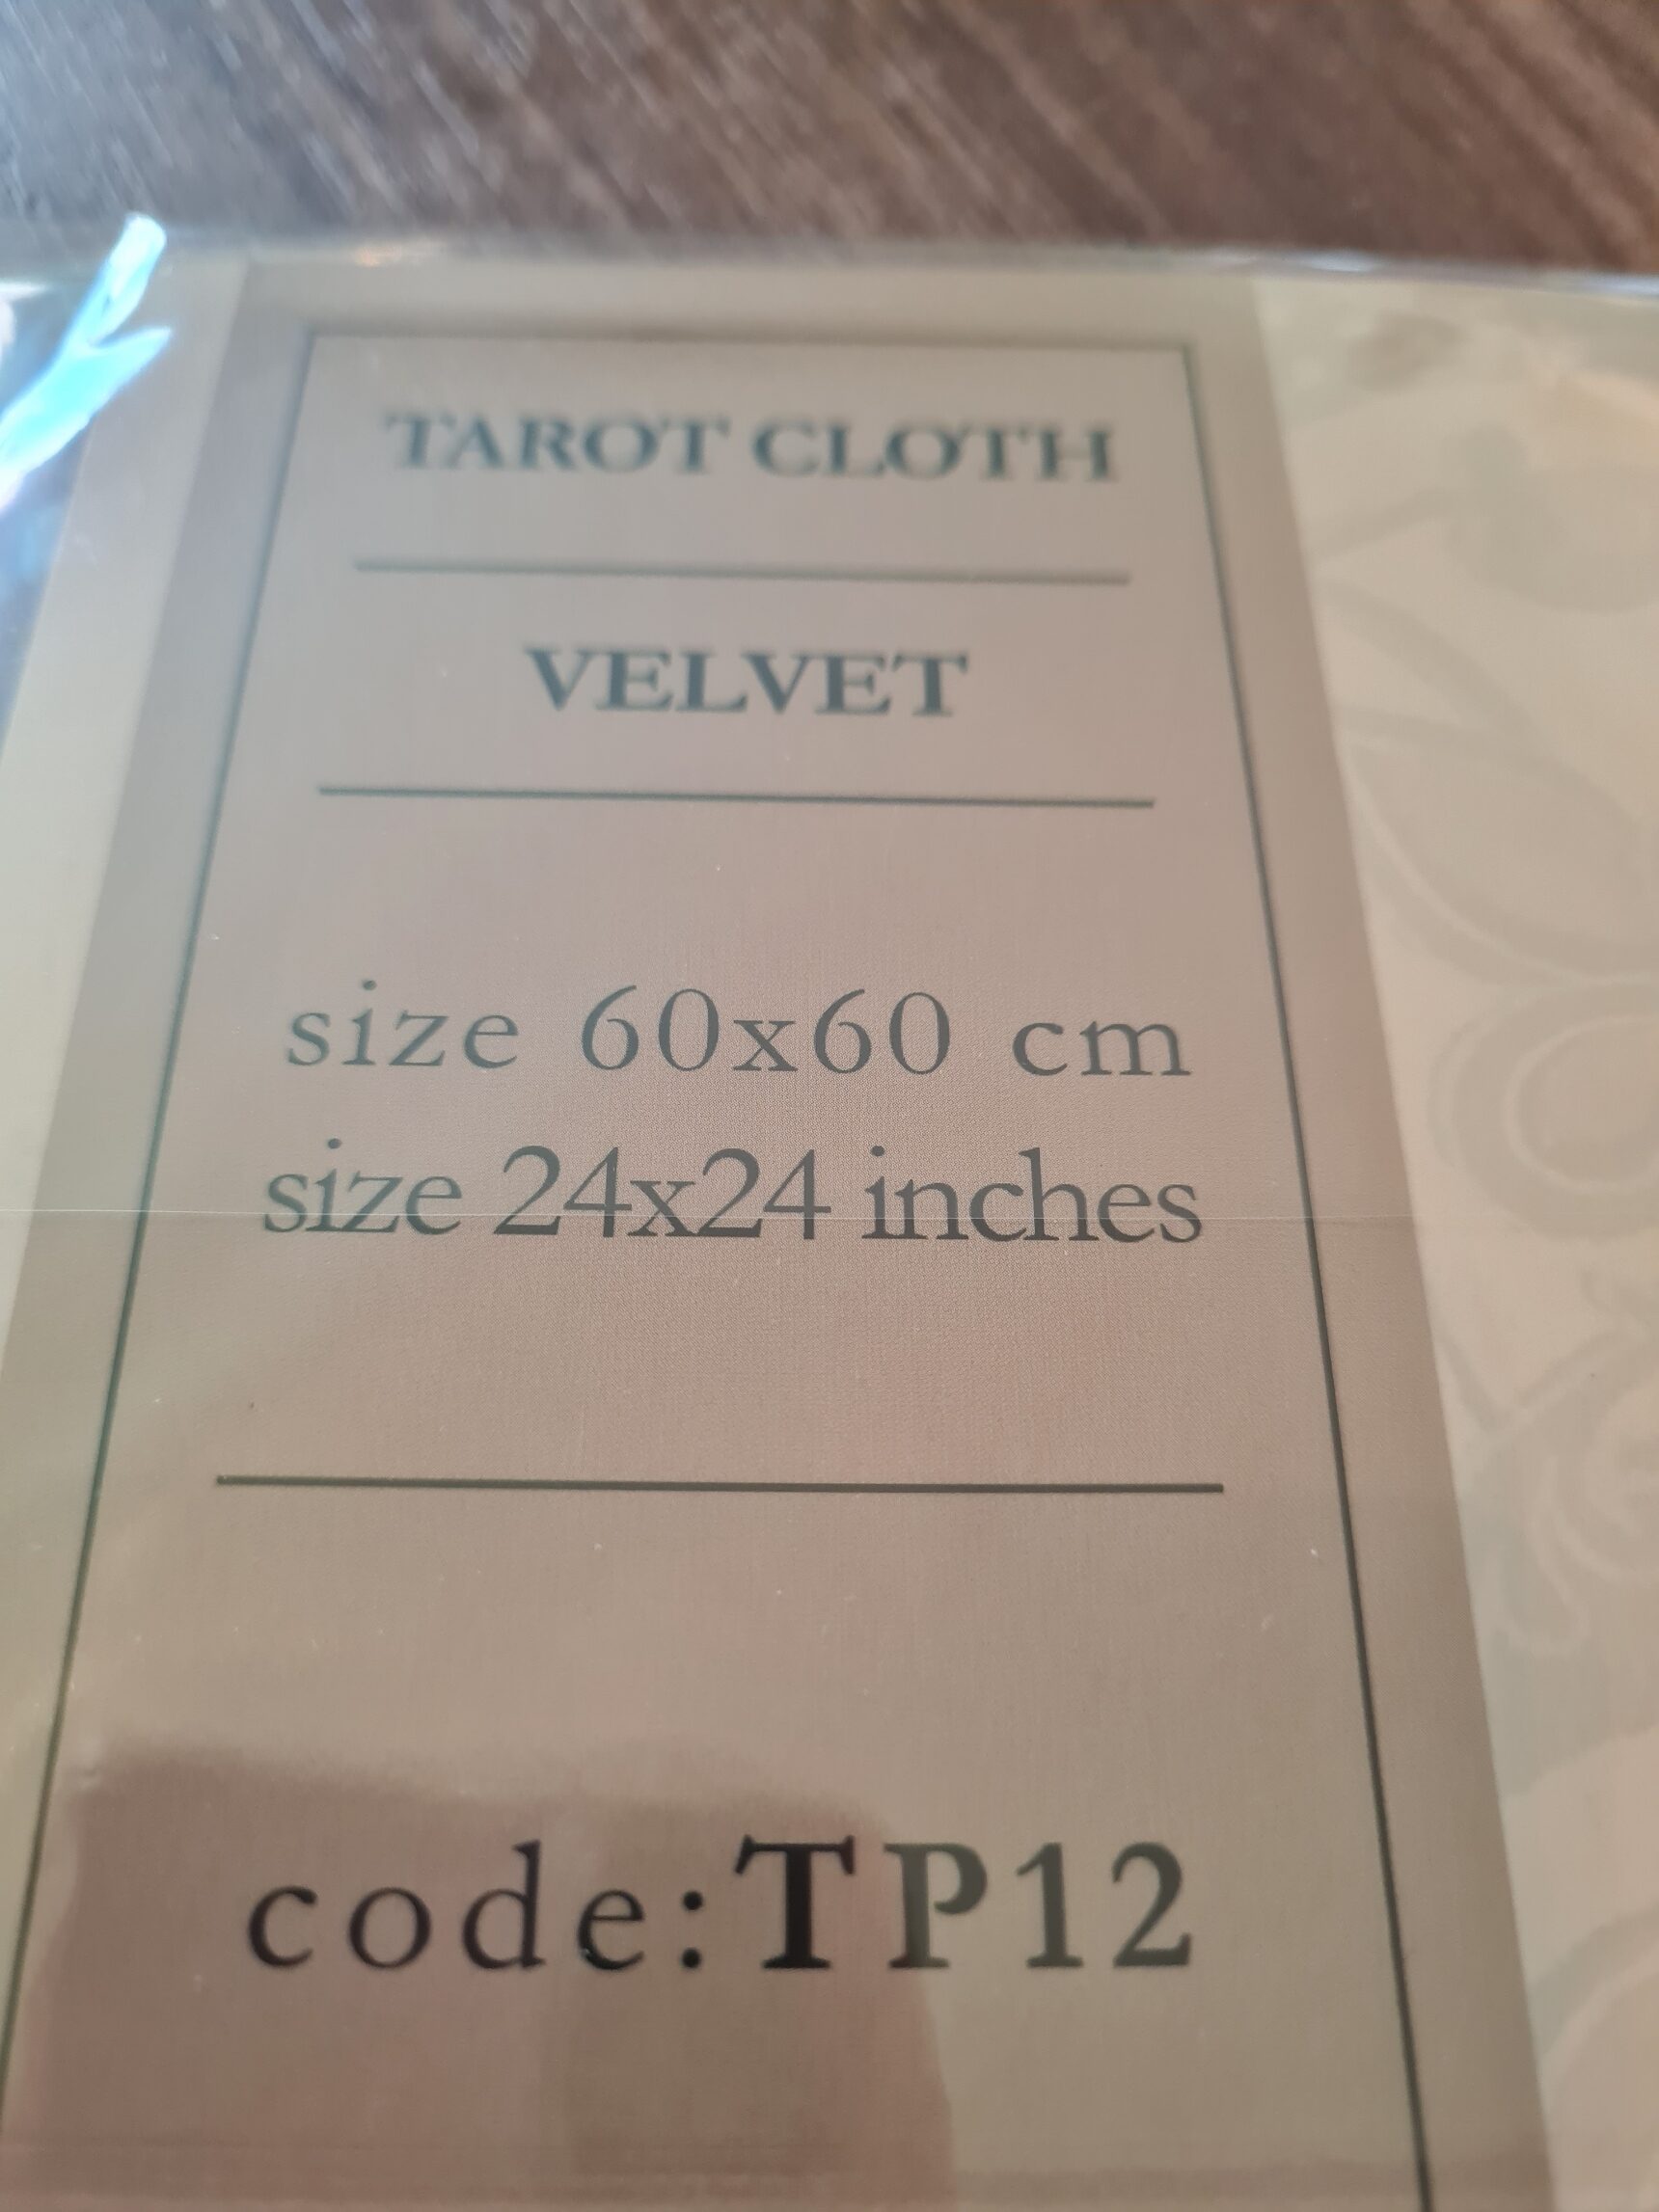 TAROT CLOTH
VELVET
size 60x60 cm
size 24x24 inches
code:TP12